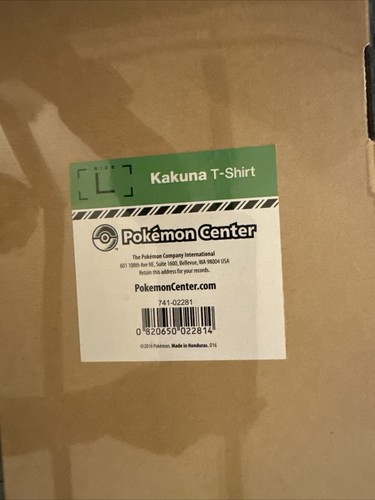 SIZE
L
Kakuna T-Shirt
Pokémon Center
The Pokémon Company International
601 108th Ave NE, Suite 1600, Bellevue, WA 98004 USA
Retain this address for your records.
PokemonCenter.com
741-02281
0 820650 022814
©2016 Pokémon. Made in Honduras. 016